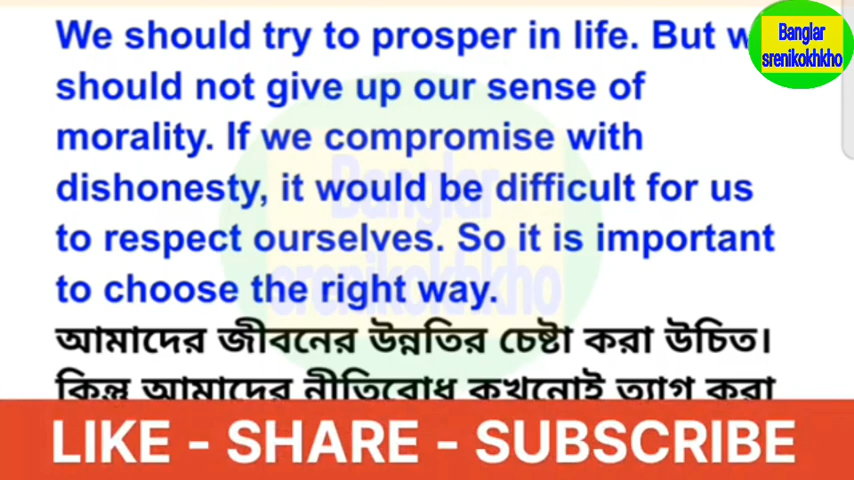 We should try to prosper in life. But w
should not give up our sense of
morality. If we compromise with
dishonesty, it would be difficult for us
to respect ourselves. So it is important
to choose the right way.
আমাদের জীবনের উন্নতির চেষ্টা করা উচিত।
কিন্তু আমাদের নীতিবোধ কখনোই ত্যাগ করা
Banglar
srenikokhkho
Banglar
srenikokhkho
LIKE - SHARE - SUBSCRIBE